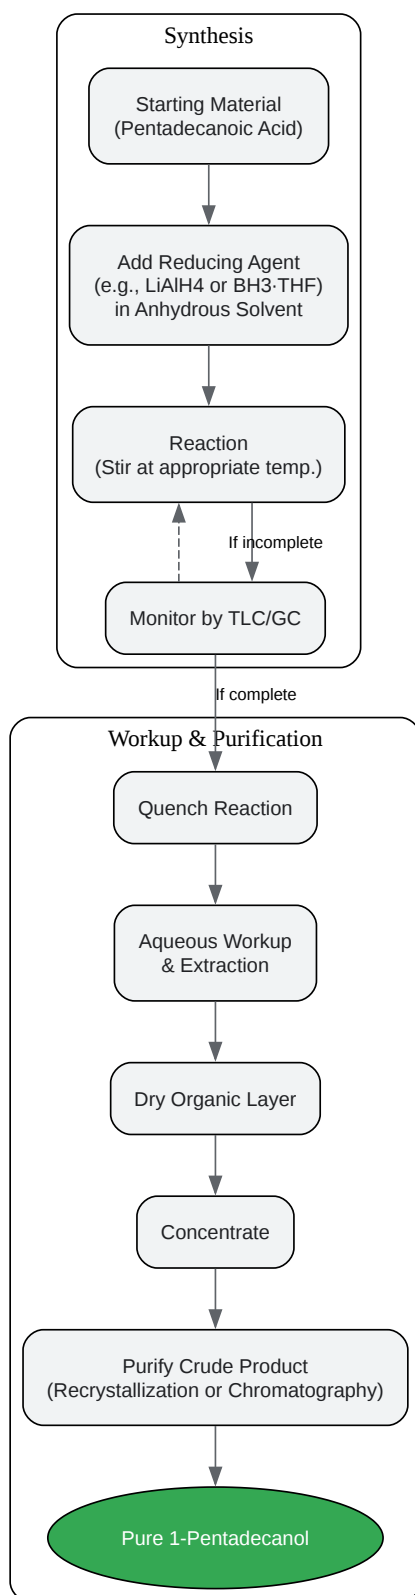 Synthesis
Starting Material
(Pentadecanoic Acid)
Add Reducing Agent
(e.g., LiAlH4 or BH3·THF)
in Anhydrous Solvent
Reaction
(Stir at appropriate temp.)
If incomplete
Monitor by TLC/GC
If complete
Workup & Purification
Quench Reaction
Aqueous Workup
& Extraction
Dry Organic Layer
Concentrate
Purify Crude Product
(Recrystallization or Chromatography)
Pure 1-Pentadecanol